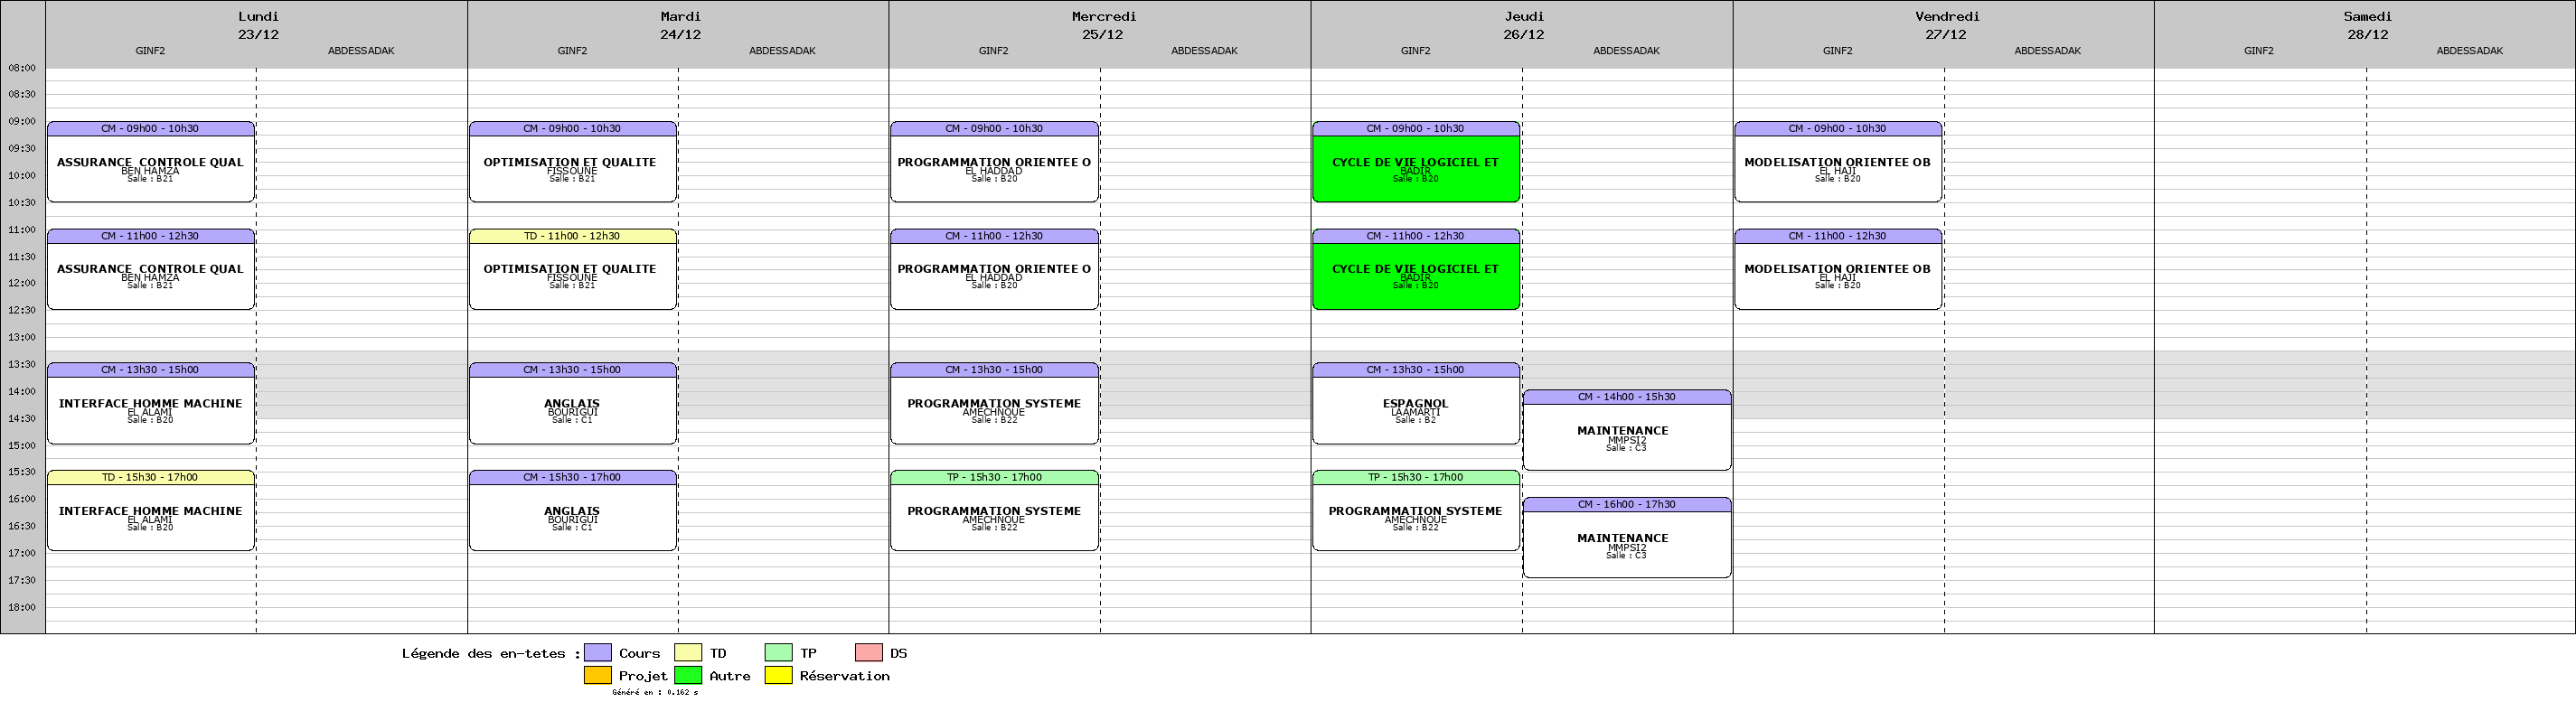 Lundi
23/12
GINF2
ABDESSADAK
Mardi
24/12
GINF2
ABDESSADAK
Mercredi
25/12
GINF2
ABDESSADAK
Jeudi
26/12
GINF2
ABDESSADAK
Vendredi
27/12
GINF2
ABDESSADAK
Samedi
28/12
GINF2
ABDESSADAK
08:00
08:30
09:00
09:30
10:00
10:30
11:00
11:30
12:00
12:30
13:00
13:30
14:00
14:30
15:00
15:30
16:00
16:30
17:00
17:30
18:00
CM - 09h00 - 10h30
ASSURANCE CONTROLE QUAL
BEN HAMZA
Salle : B21
CM - 11h00 - 12h30
ASSURANCE CONTROLE QUAL
BEN HAMZA
Salle : B21
CM - 13h30 - 15h00
INTERFACE HOMME MACHINE
EL ALAMI
Salle : B20
TD - 15h30 - 17h00
INTERFACE HOMME MACHINE
EL ALAMI
Salle : B20
CM - 09h00 - 10h30
OPTIMISATION ET QUALITE
FISSOUNE
Salle : B21
TD - 11h00 - 12h30
OPTIMISATION ET QUALITE
FISSOUNE
Salle : B21
CM - 13h30 - 15h00
ANGLAIS
BOURIGUI
Salle : C1
CM - 15h30 - 17h00
ANGLAIS
BOURIGUI
Salle : C1
CM - 09h00 - 10h30
PROGRAMMATION ORIENTEE O
EL HADDAD
Salle : B20
CM - 11h00 - 12h30
PROGRAMMATION ORIENTEE O
EL HADDAD
Salle : B20
CM - 13h30 - 15h00
PROGRAMMATION SYSTEME
AMECHNOUE
Salle : B22
TP - 15h30 - 17h00
PROGRAMMATION SYSTEME
AMECHNOUE
Salle : B22
CM - 09h00 - 10h30
CYCLE DE VIE LOGICIEL ET
BADIR
Salle : B20
CM - 11h00 - 12h30
CYCLE DE VIE LOGICIEL ET
BADIR
Salle : B20
CM - 13h30 - 15h00
ESPAGNOL
LAAMARTI
Salle : B2
TP - 15h30 - 17h00
PROGRAMMATION SYSTEME
AMECHNOUE
Salle : B22
CM - 14h00 - 15h30
MAINTENANCE
MMPSI2
Salle : C3
CM - 16h00 - 17h30
MAINTENANCE
MMPSI2
Salle : C3
CM - 09h00 - 10h30
MODELISATION ORIENTEE OB
EL HAJI
Salle : B20
CM - 11h00 - 12h30
MODELISATION ORIENTEE OB
EL HAJI
Salle : B20
Légende des en-tetes : Cours TD TP DS
Projet Autre Réservation
Généré en : 0.162 s